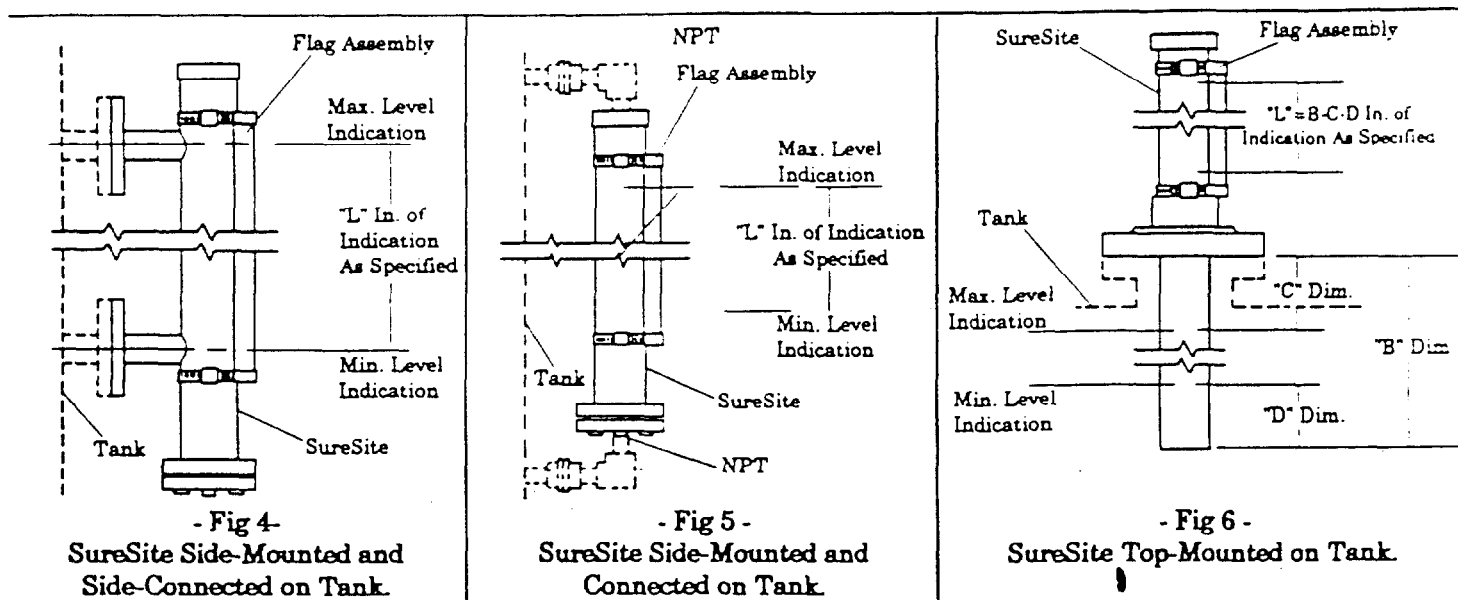 Flag Assembly
Max. Level
Indication
"L" In. of
Indication
As Specified
Min. Level
Indication
Tank
SureSite
- Fig 4-
SureSite Side-Mounted and
Side-Connected on Tank.
NPT
Flag Assembly
Max. Level
Indication
"L" In. of Indication
As Specified
Min. Level
Indication
Tank
SureSite
NPT
- Fig 5 -
SureSite Side-Mounted and
Connected on Tank.
SureSite
Flag Assembly
"L" = B-C-D In. of
Indication As Specified
Tank
Max. Level
Indication
"C" Dim.
"B" Dim
Min. Level
Indication
"D" Dim.
- Fig 6 -
SureSite Top-Mounted on Tank.